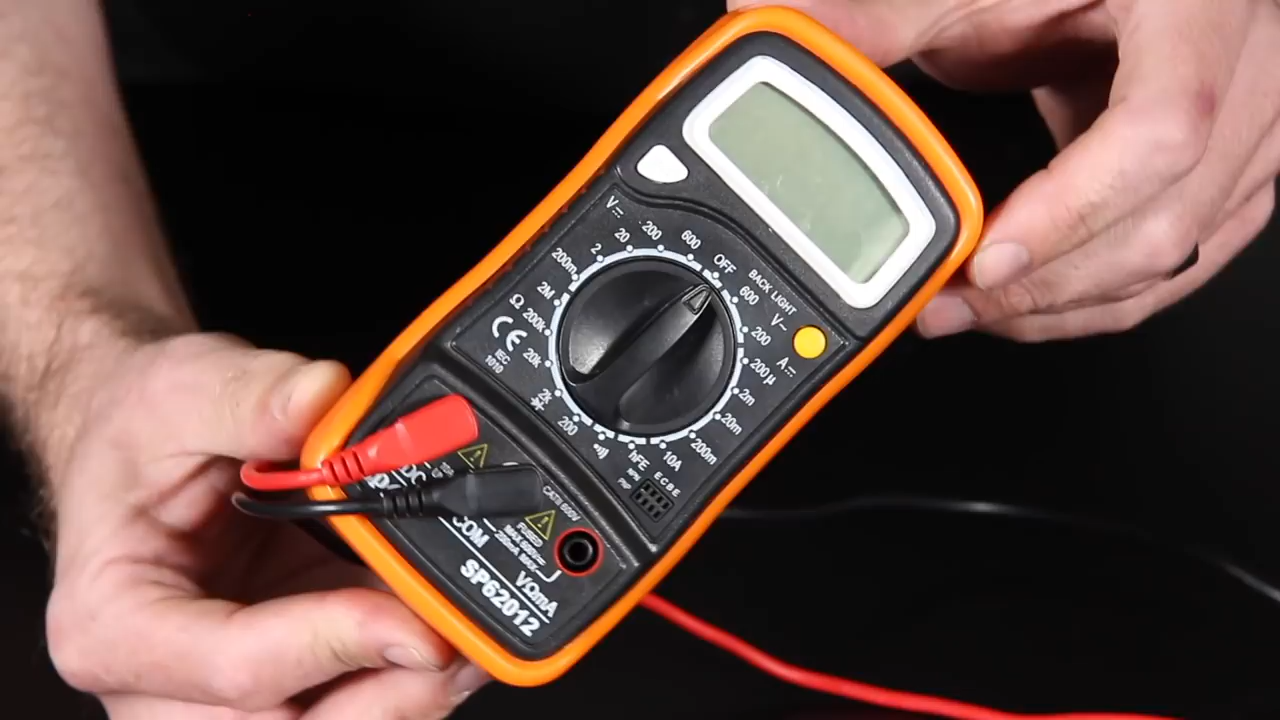 V⎓
200
20
2
200m
600
OFF
BACK LIGHT
600
V~
200
A⎓
200µ
2m
20m
200m
10A
hFE
2M
Ω
200k
20k
2k
200
CE
IEC
1010
NPN
PNP
E C B E
CAT II 600V
FUSED
MAX
COM
VΩmA
SP62012